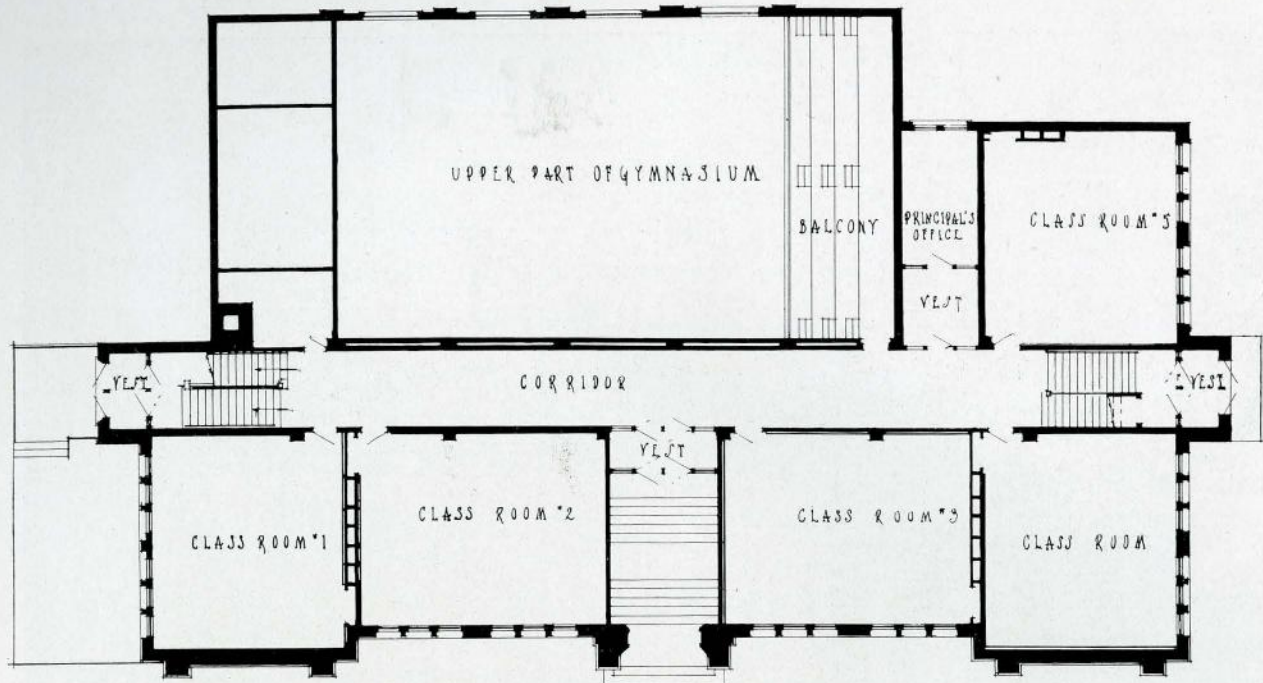 UPPER PART OF GYMNASIUM
BALCONY
PRINCIPAL'S
OFFICE
CLASS ROOM #5
VEST
VEST
CORRIDOR
VEST
VEST
CLASS ROOM #1
CLASS ROOM #2
CLASS ROOM #3
CLASS ROOM